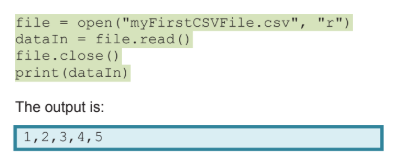 file = open("myFirstCSVFile.csv", "r")
dataIn = file.read()
file.close()
print(dataIn)
The output is:
1,2,3,4,5